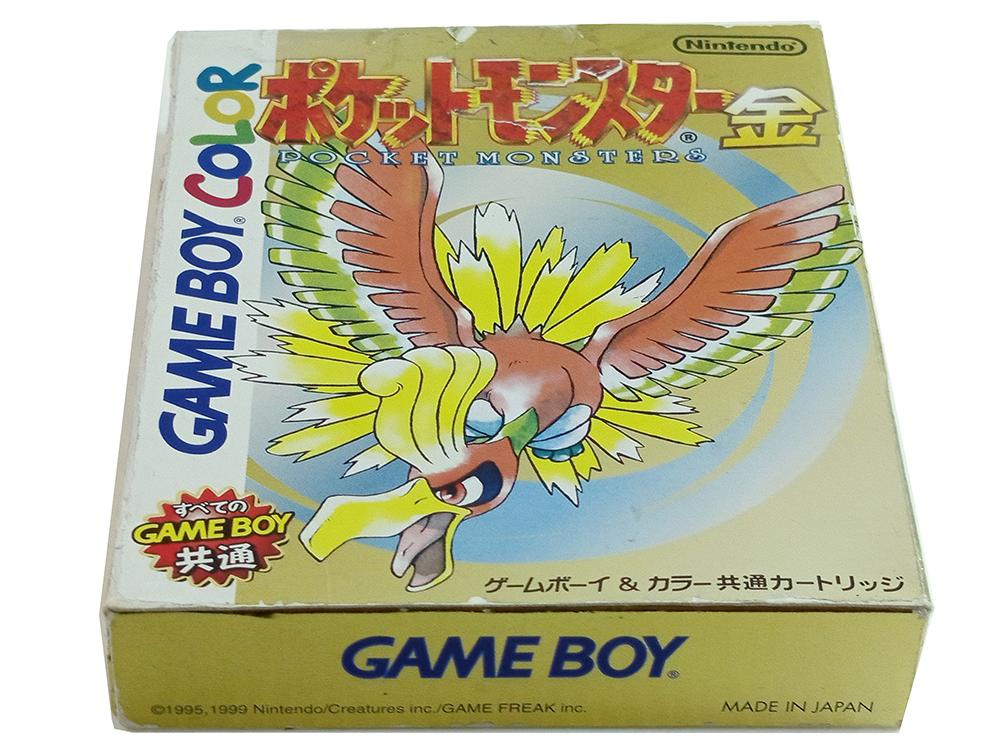 Nintendo®
ポケットモンスター®金
POCKET MONSTERS
GAME BOY® COLOR
すべての
GAME BOY
共通
ゲームボーイ & カラー 共通カートリッジ
GAME BOY®
©1995,1999 Nintendo/Creatures inc./GAME FREAK inc.
MADE IN JAPAN